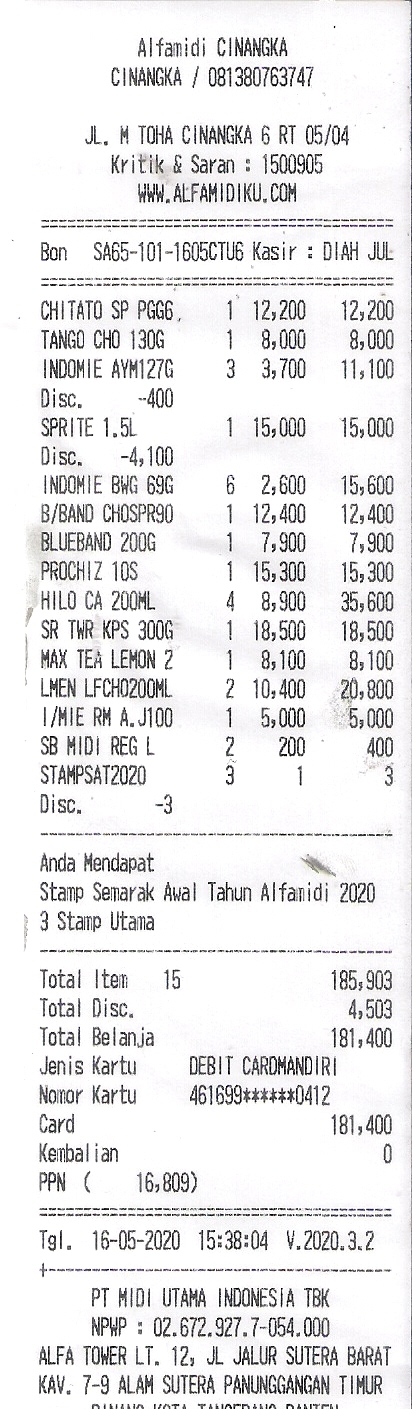 Alfamidi CINANGKA
CINANGKA / 081380763747
JL. M TOHA CINANGKA 6 RT 05/04
Kritik & Saran : 1500905
WWW.ALFAMIDIKU.COM
==================================================
Bon SA65-101-1605CTU6 Kasir : DIAH JUL
==================================================
CHITATO SP PGG6, 1 12,200 12,200
TANGO CHO 130G 1 8,000 8,000
INDOMIE AYM127G 3 3,700 11,100
Disc. -400
SPRITE 1.5L 1 15,000 15,000
Disc. -4,100
INDOMIE BWG 69G 6 2,600 15,600
B/BAND CHOSPR90 1 12,400 12,400
BLUEBAND 200G 1 7,900 7,900
PROCHIZ 10S 1 15,300 15,300
HILO CA 200ML 4 8,900 35,600
SR TWR KPS 300G 1 18,500 18,500
MAX TEA LEMON 2 1 8,100 8,100
LMEN LFCHO200ML 2 10,400 20,800
I/MIE RM A.J100 1 5,000 5,000
SB MIDI REG L 2 200 400
STAMPSAT2020 3 1 3
Disc. -3
--------------------------------------------------
Anda Mendapat
Stamp Semarak Awal Tahun Alfamidi 2020
3 Stamp Utama
--------------------------------------------------
Total Item 15 185,903
Total Disc. 4,503
Total Belanja 181,400
Jenis Kartu DEBIT CARDMANDIRI
Nomor Kartu 461699******0412
Card 181,400
Kembalian 0
PPN ( 16,809)
==================================================
Tgl. 16-05-2020 15:38:04 V.2020.3.2
+-------------------------------------------------
PT MIDI UTAMA INDONESIA TBK
NPWP : 02.672.927.7-054.000
ALFA TOWER LT. 12, JL JALUR SUTERA BARAT
KAV. 7-9 ALAM SUTERA PANUNGGANGAN TIMUR